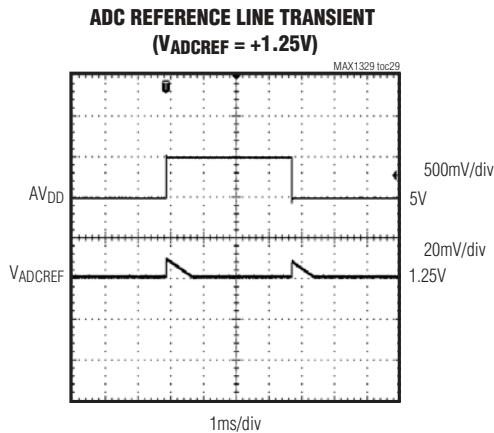 ADC REFERENCE LINE TRANSIENT
(VADCREF = +1.25V)
MAX1329 toc29
500mV/div
AVDD
5V
20mV/div
VADCREF
1.25V
1ms/div